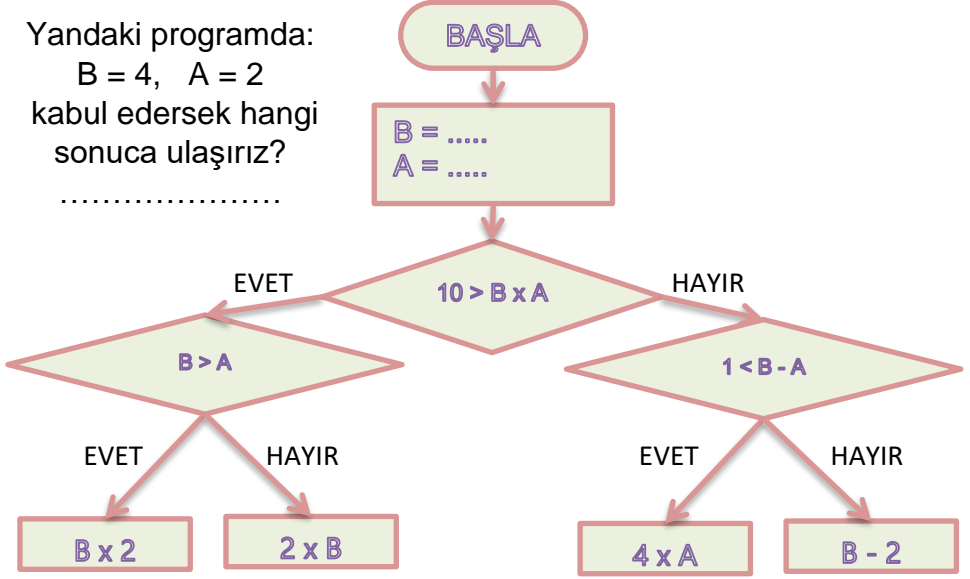 Yandaki programda:
B = 4, A = 2
kabul edersek hangi
sonuca ulaşırız?
…………………
BAŞLA
B = .....
A = .....
10 > B x A
EVET
HAYIR
B > A
1 < B - A
EVET
HAYIR
EVET
HAYIR
B x 2
2 x B
4 x A
B - 2